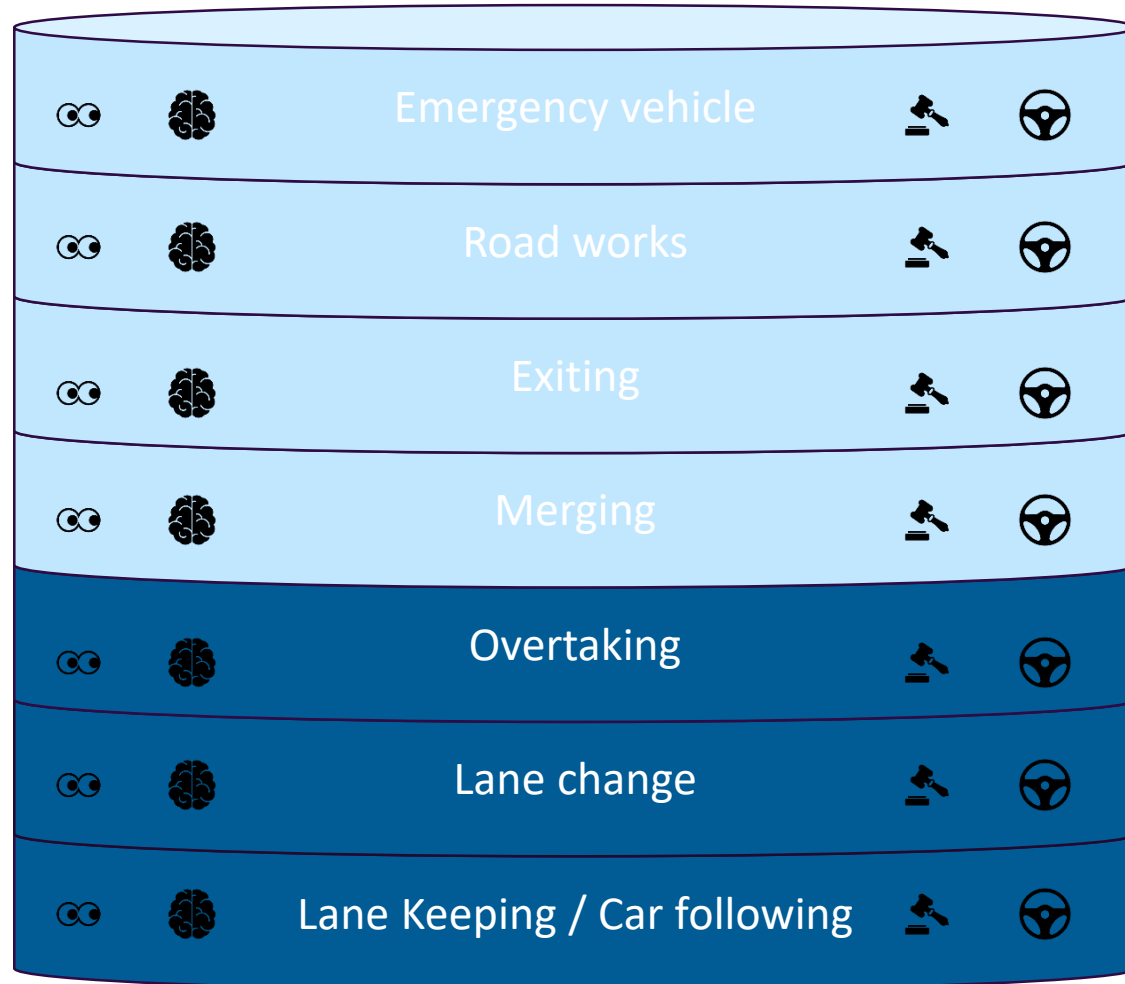 Emergency vehicle
Road works
Exiting
Merging
Overtaking
Lane change
Lane Keeping / Car following